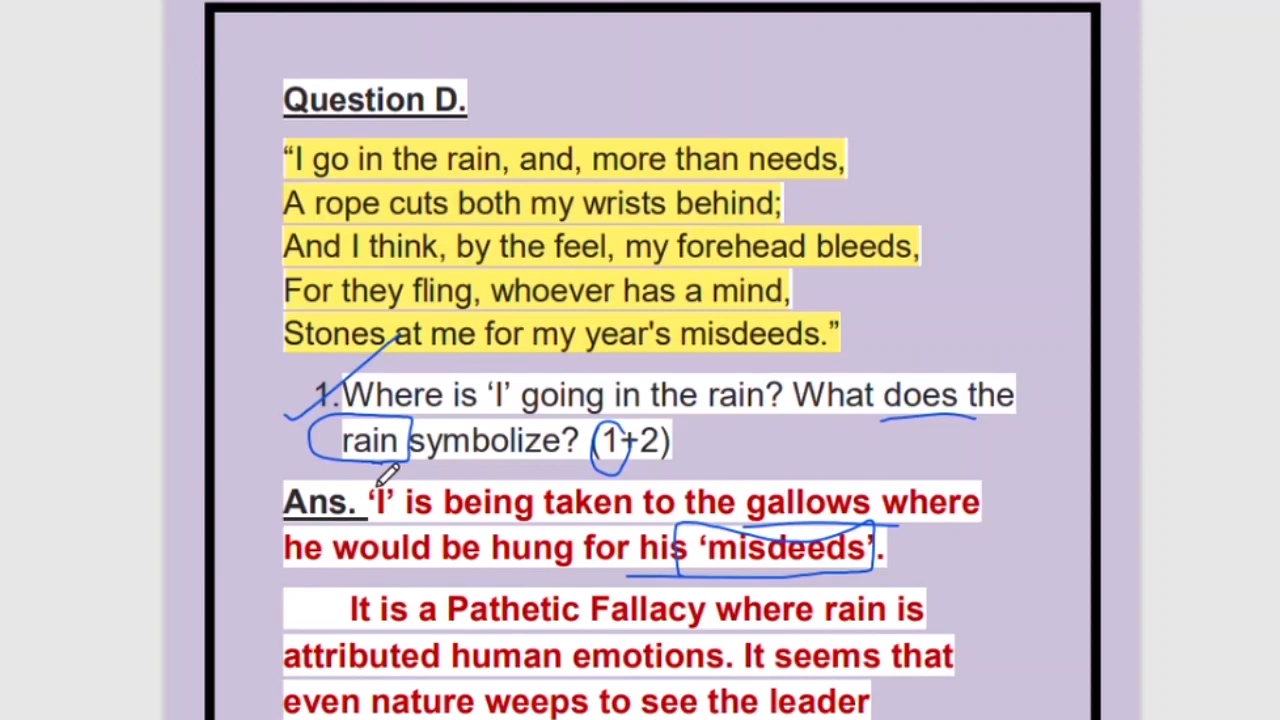 Question D.
“I go in the rain, and, more than needs,
A rope cuts both my wrists behind;
And I think, by the feel, my forehead bleeds,
For they fling, whoever has a mind,
Stones at me for my year's misdeeds.”
1. Where is ‘I’ going in the rain? What does the
rain symbolize? (1+2)
Ans. ‘I’ is being taken to the gallows where
he would be hung for his ‘misdeeds’.
It is a Pathetic Fallacy where rain is
attributed human emotions. It seems that
even nature weeps to see the leader